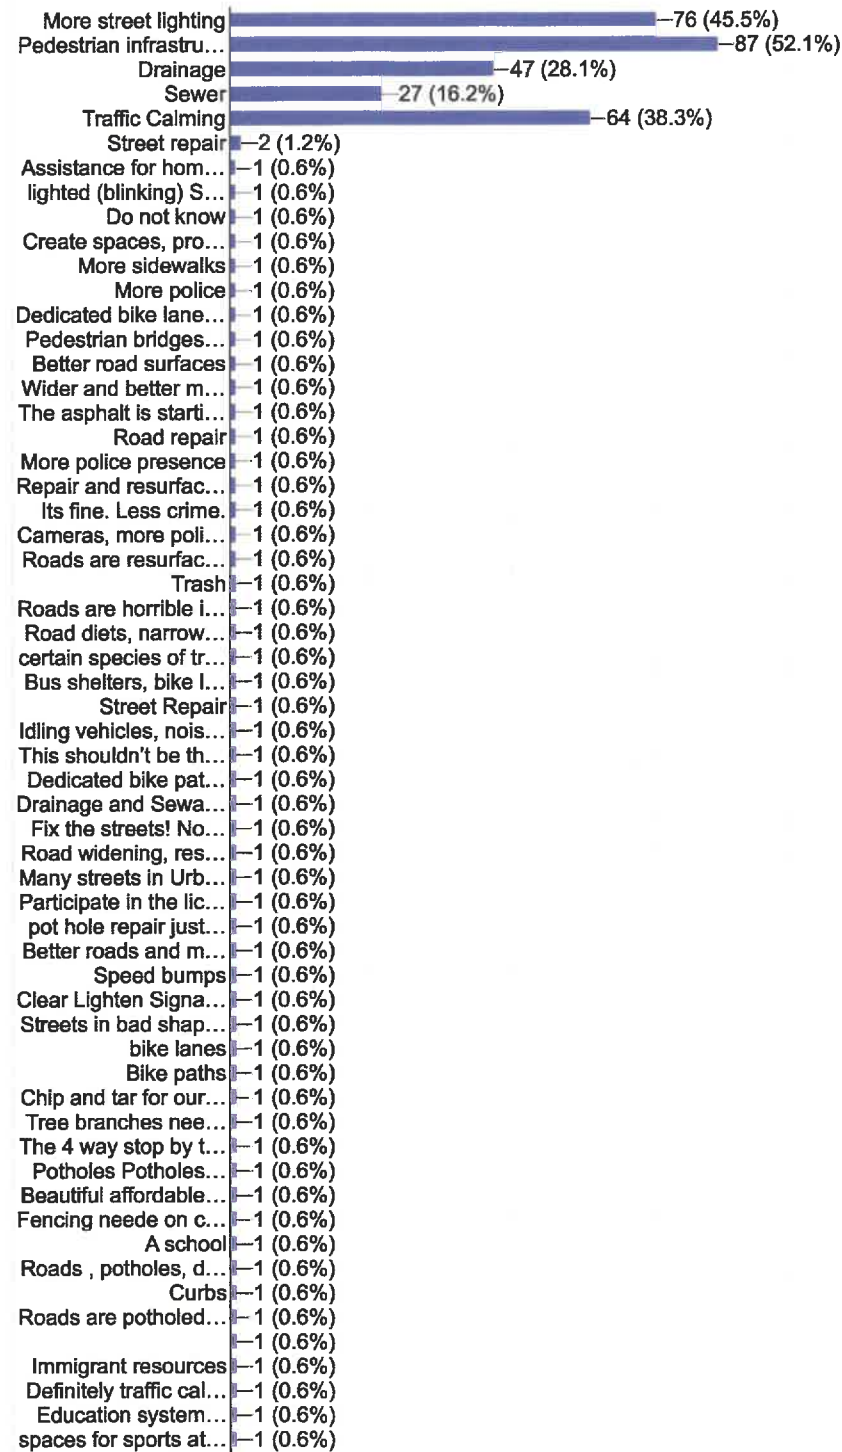 More street lighting 76 (45.5%)
Pedestrian infrastru... 87 (52.1%)
Drainage 47 (28.1%)
Sewer 27 (16.2%)
Traffic Calming 64 (38.3%)
Street repair 2 (1.2%)
Assistance for hom... 1 (0.6%)
lighted (blinking) S... 1 (0.6%)
Do not know 1 (0.6%)
Create spaces, pro... 1 (0.6%)
More sidewalks 1 (0.6%)
More police 1 (0.6%)
Dedicated bike lane... 1 (0.6%)
Pedestrian bridges... 1 (0.6%)
Better road surfaces 1 (0.6%)
Wider and better m... 1 (0.6%)
The asphalt is starti... 1 (0.6%)
Road repair 1 (0.6%)
More police presence 1 (0.6%)
Repair and resurfac... 1 (0.6%)
Its fine. Less crime. 1 (0.6%)
Cameras, more poli... 1 (0.6%)
Roads are resurfac... 1 (0.6%)
Trash 1 (0.6%)
Roads are horrible i... 1 (0.6%)
Road diets, narrow... 1 (0.6%)
certain species of tr... 1 (0.6%)
Bus shelters, bike l... 1 (0.6%)
Street Repair 1 (0.6%)
Idling vehicles, nois... 1 (0.6%)
This shouldn't be th... 1 (0.6%)
Dedicated bike pat... 1 (0.6%)
Drainage and Sewa... 1 (0.6%)
Fix the streets! No... 1 (0.6%)
Road widening, res... 1 (0.6%)
Many streets in Urb... 1 (0.6%)
Participate in the lic... 1 (0.6%)
pot hole repair just... 1 (0.6%)
Better roads and m... 1 (0.6%)
Speed bumps 1 (0.6%)
Clear Lighten Signa... 1 (0.6%)
Streets in bad shap... 1 (0.6%)
bike lanes 1 (0.6%)
Bike paths 1 (0.6%)
Chip and tar for our... 1 (0.6%)
Tree branches nee... 1 (0.6%)
The 4 way stop by t... 1 (0.6%)
Potholes Potholes... 1 (0.6%)
Beautiful affordable... 1 (0.6%)
Fencing neede on c... 1 (0.6%)
A school 1 (0.6%)
Roads , potholes, d... 1 (0.6%)
Curbs 1 (0.6%)
Roads are potholed... 1 (0.6%)
1 (0.6%)
Immigrant resources 1 (0.6%)
Definitely traffic cal... 1 (0.6%)
Education system... 1 (0.6%)
spaces for sports at... 1 (0.6%)